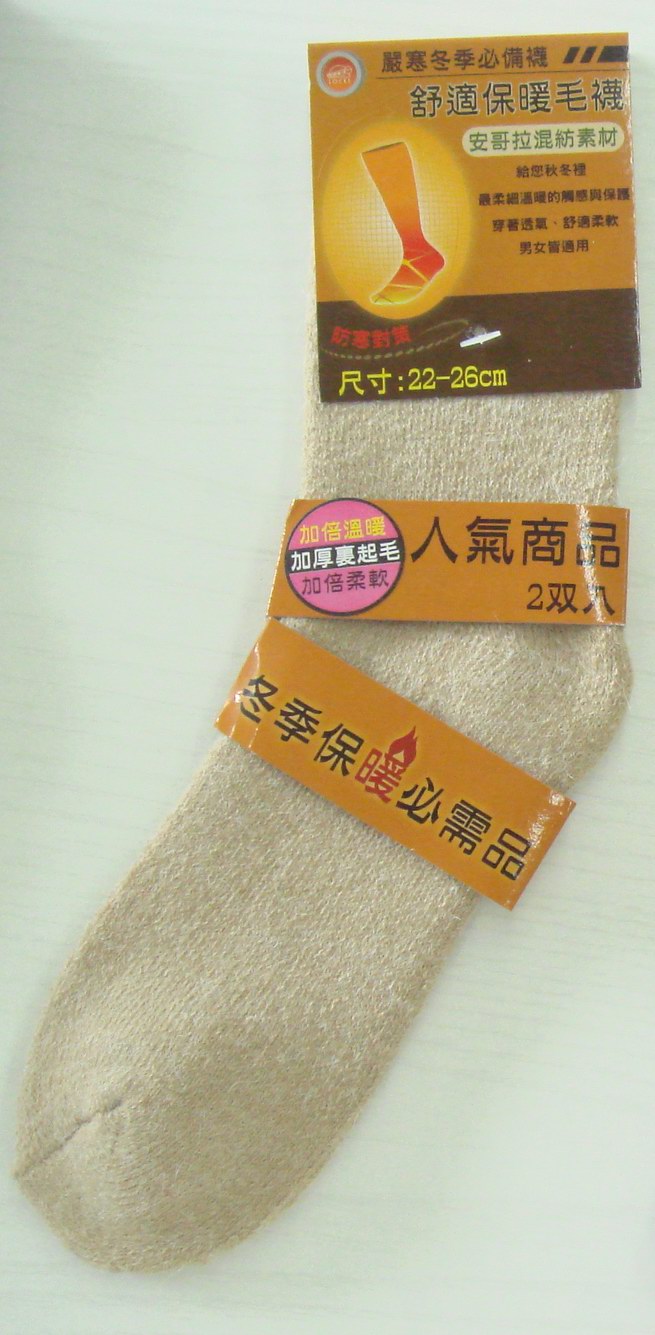 嚴寒冬季必備襪
舒適保暖毛襪
安哥拉混紡素材
給您秋冬裡
最柔細溫暖的觸感與保護
穿著透氣、舒適柔軟
男女皆適用
防寒對策
尺寸:22-26cm
加倍溫暖
加厚裏起毛
加倍柔軟
人氣商品
2双入
冬季保暖必需品